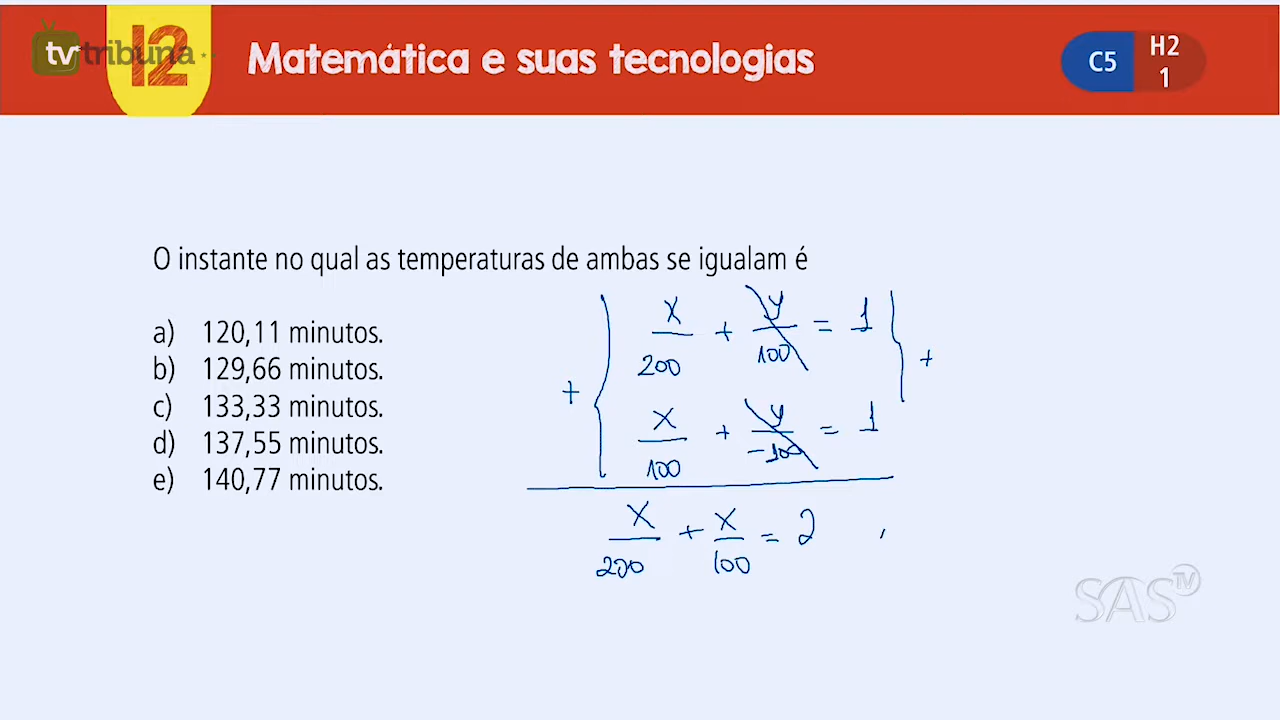 tv tribuna
12
Matemática e suas tecnologias
C5
H2
1
O instante no qual as temperaturas de ambas se igualam é
a) 120,11 minutos.
b) 129,66 minutos.
c) 133,33 minutos.
d) 137,55 minutos.
e) 140,77 minutos.
x/200 + y/100 = 1
+ +
x/100 + y/-100 = 1
x/200 + x/100 = 2
SAS TV